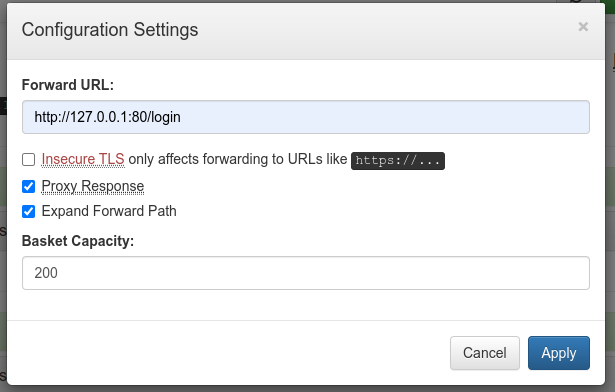 Configuration Settings
×
Forward URL:
http://127.0.0.1:80/login
Insecure TLS only affects forwarding to URLs like https://...
Proxy Response
Expand Forward Path
Basket Capacity:
200
Cancel Apply